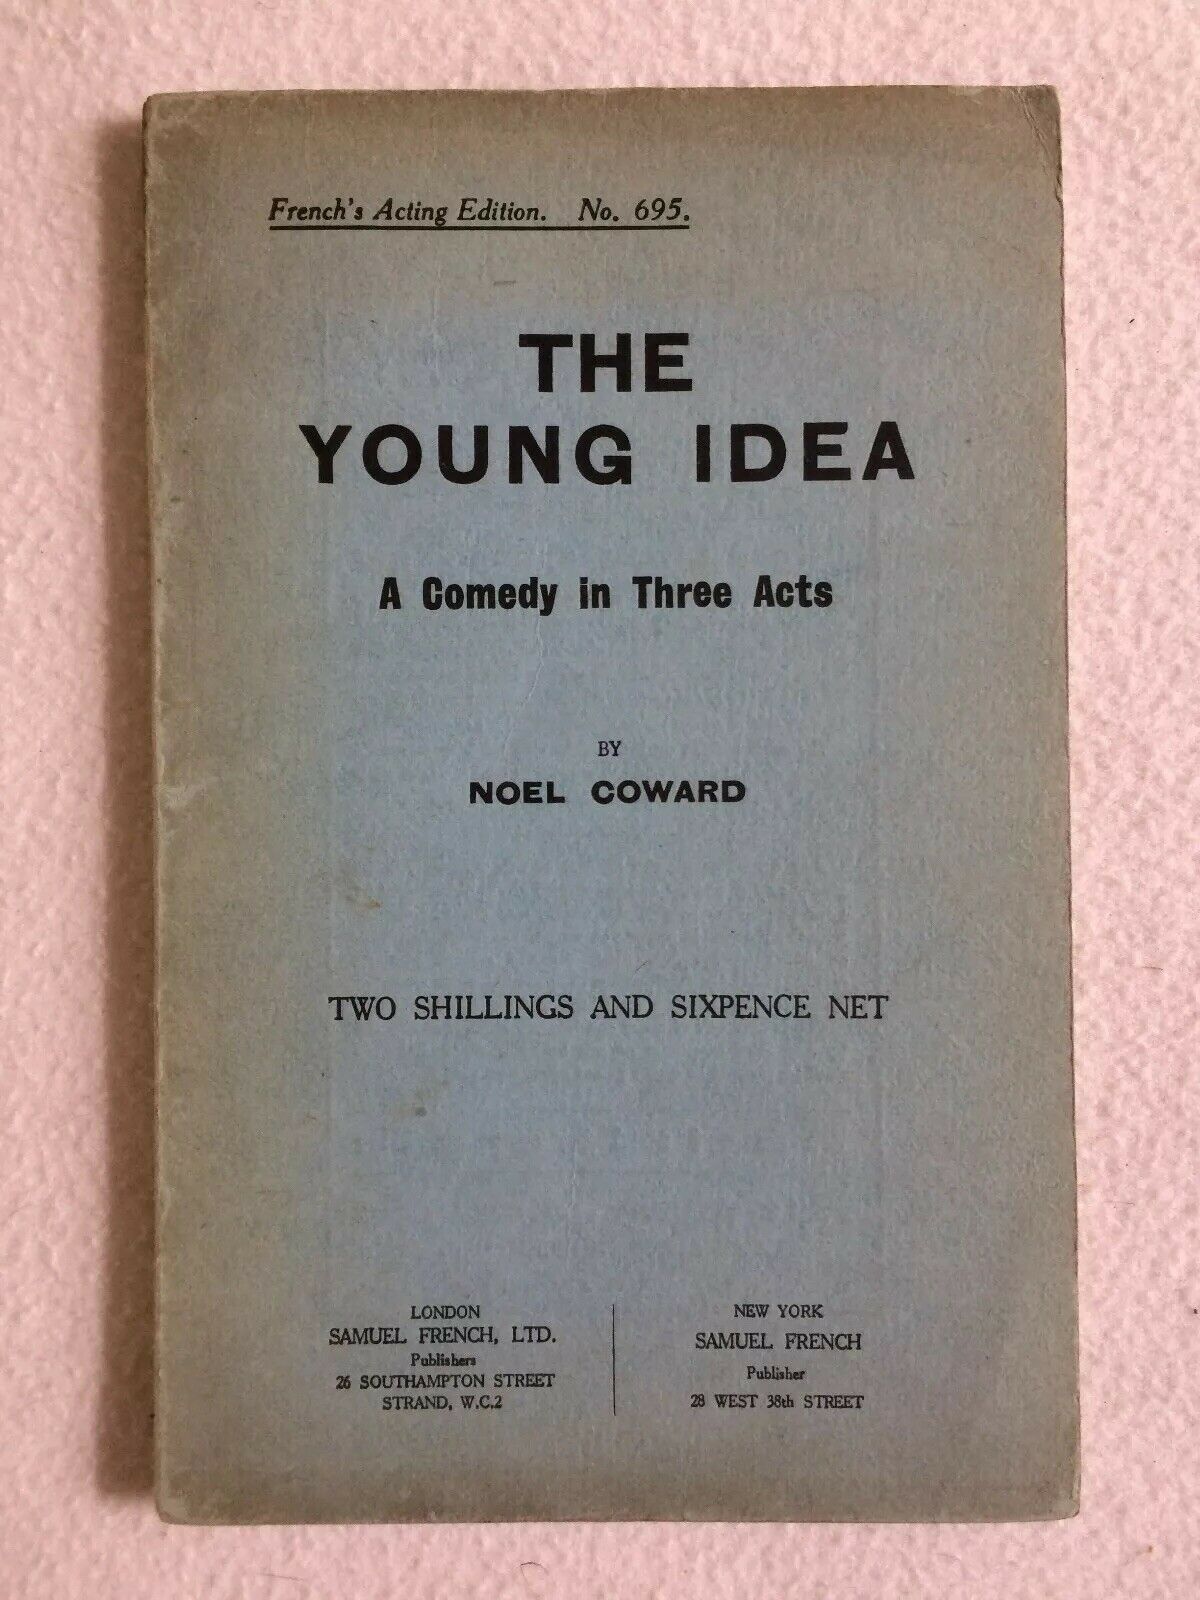 French's Acting Edition. No. 695.
THE
YOUNG IDEA
A Comedy in Three Acts
BY
NOEL COWARD
TWO SHILLINGS AND SIXPENCE NET
LONDON
SAMUEL FRENCH, LTD.
Publishers
26 SOUTHAMPTON STREET
STRAND, W.C.2
NEW YORK
SAMUEL FRENCH
Publisher
28 WEST 38th STREET